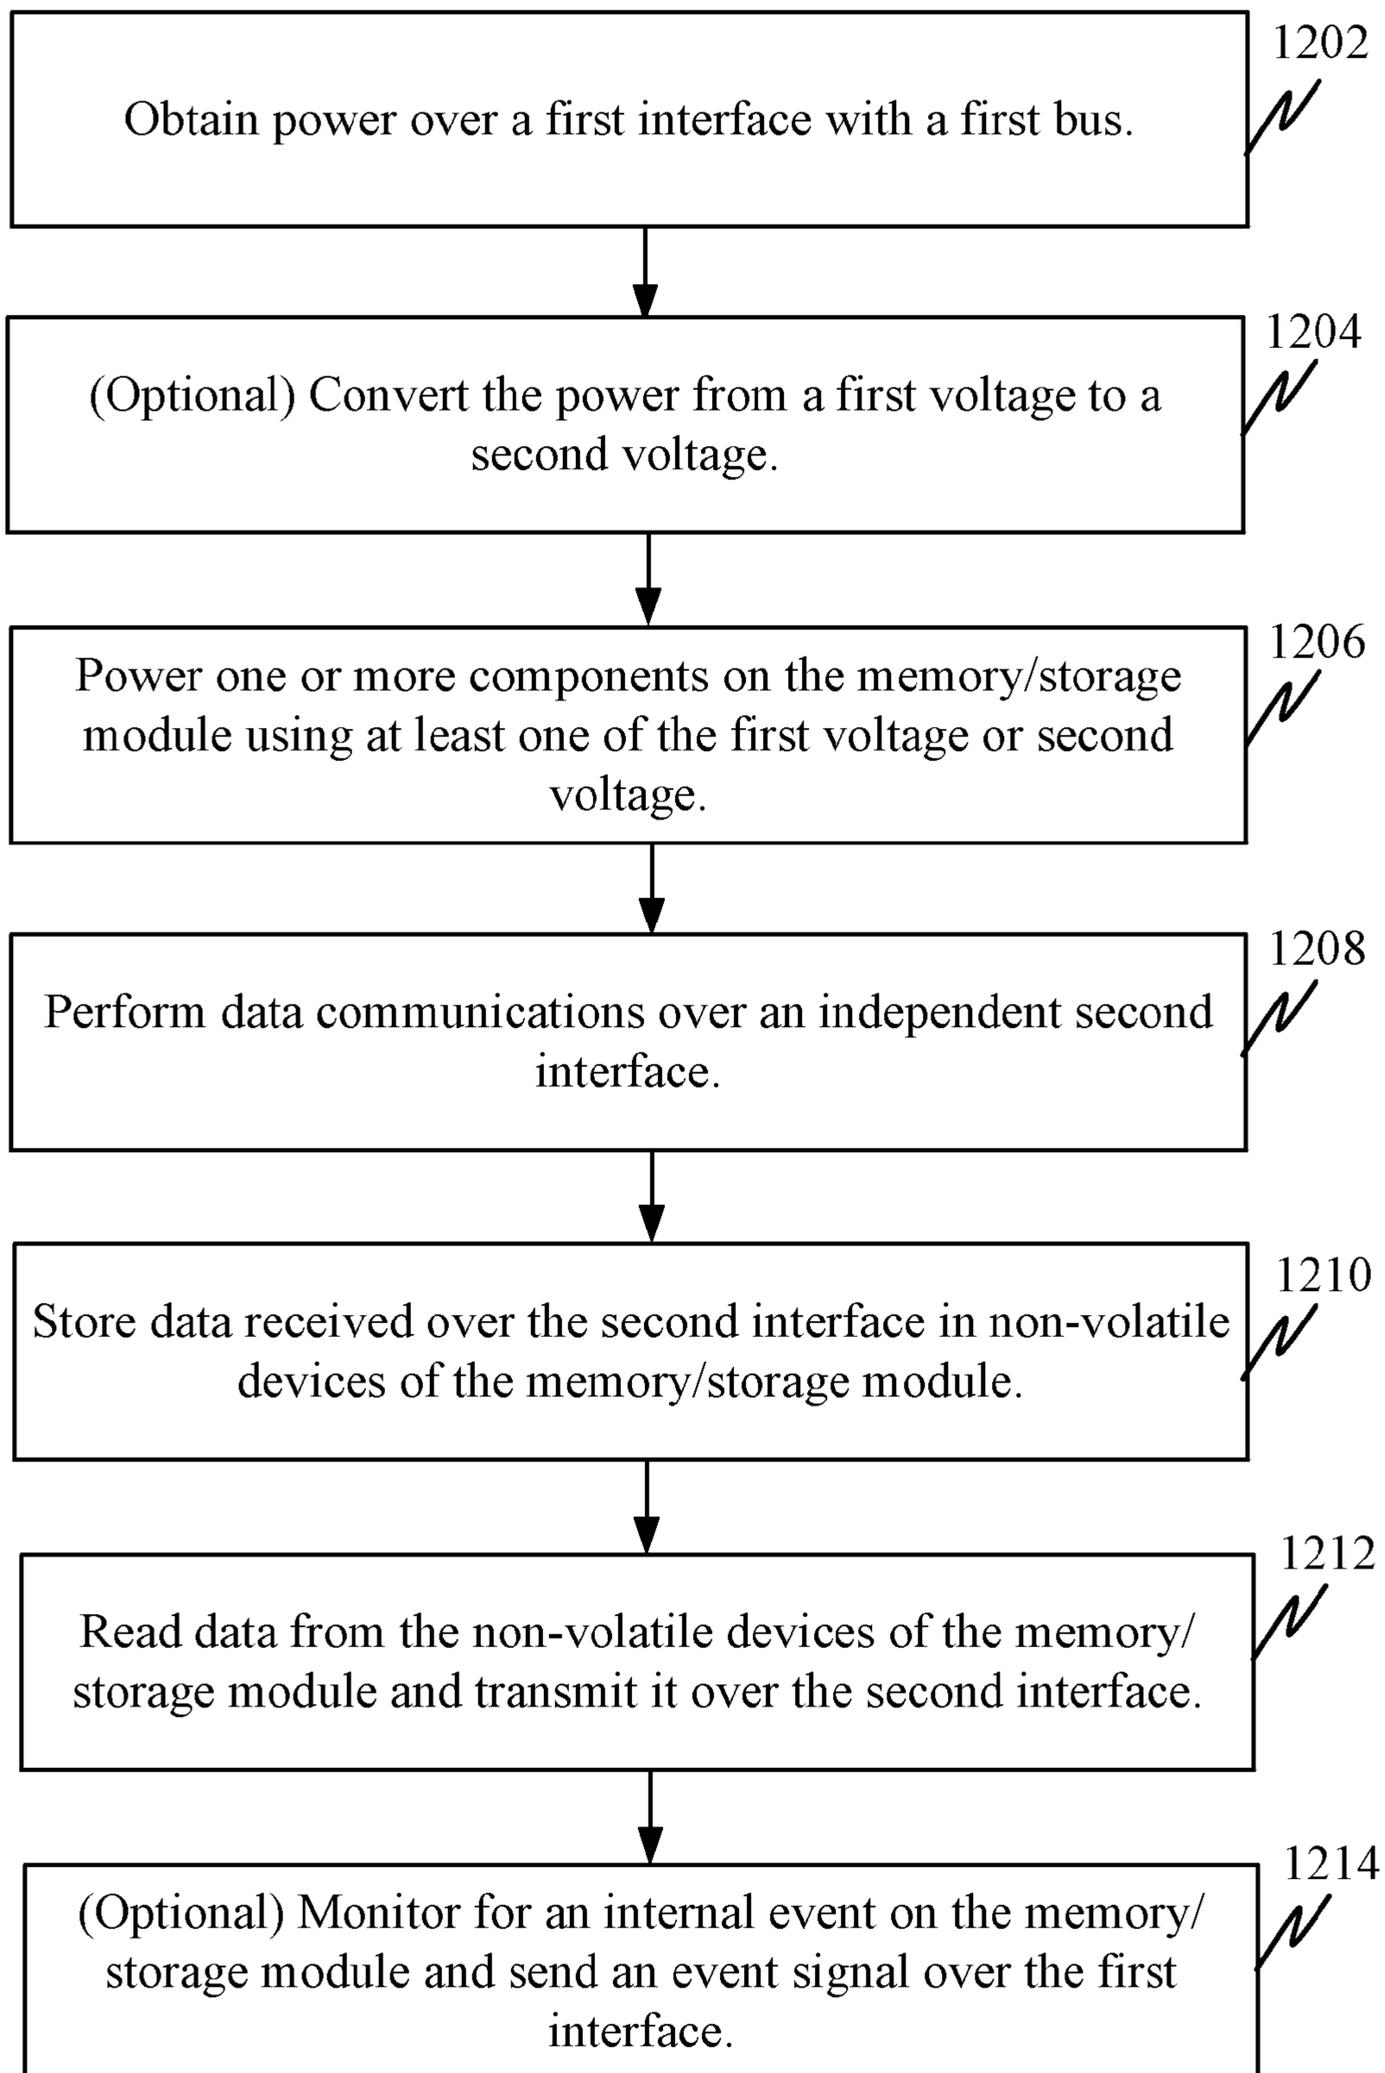 1202
Obtain power over a first interface with a first bus.
1204
(Optional) Convert the power from a first voltage to a
second voltage.
1206
Power one or more components on the memory/storage
module using at least one of the first voltage or second
voltage.
1208
Perform data communications over an independent second
interface.
1210
Store data received over the second interface in non-volatile
devices of the memory/storage module.
1212
Read data from the non-volatile devices of the memory/
storage module and transmit it over the second interface.
1214
(Optional) Monitor for an internal event on the memory/
storage module and send an event signal over the first
interface.